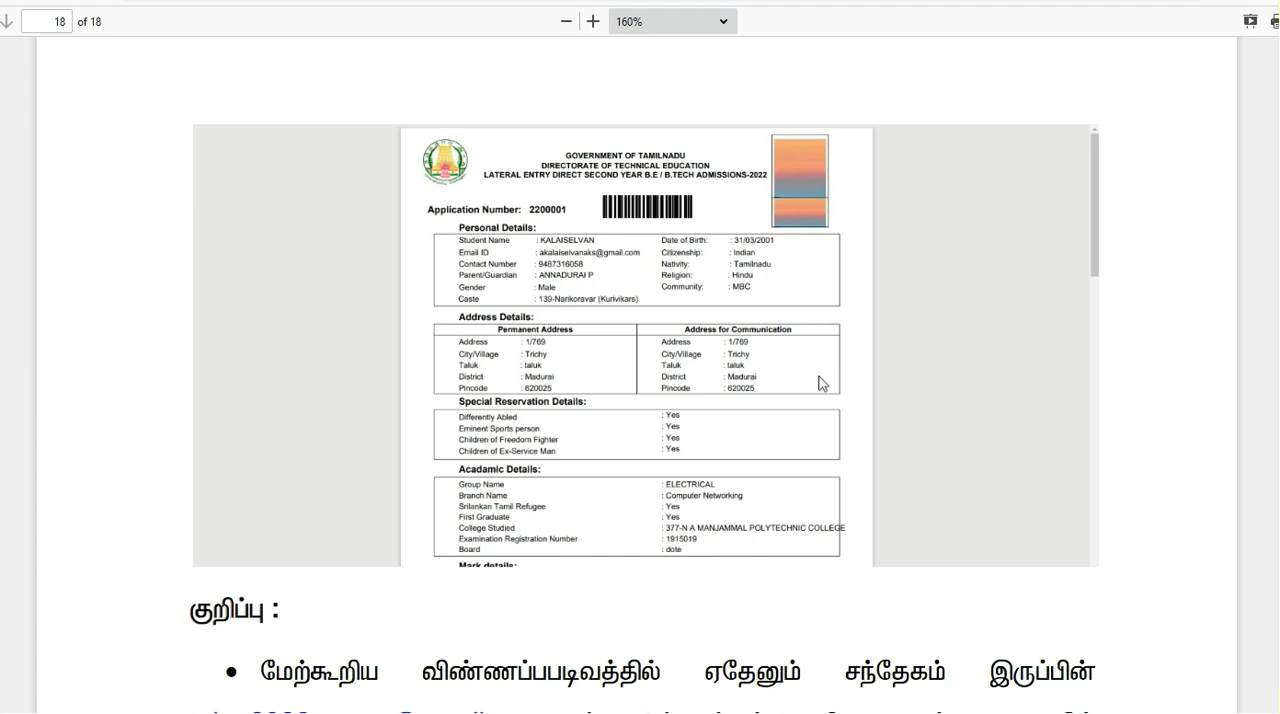 18 of 18 160%
GOVERNMENT OF TAMILNADU
DIRECTORATE OF TECHNICAL EDUCATION
LATERAL ENTRY DIRECT SECOND YEAR B.E / B.TECH ADMISSIONS-2022
Application Number: 2200001
Personal Details:
Student Name : KALAISELVAN Date of Birth: : 31/03/2001
Email ID : akalaiselvanaks@gmail.com Citizenship: : Indian
Contact Number : 9487316058 Nativity: : Tamilnadu
Parent/Guardian : ANNADURAI P Religion: : Hindu
Gender : Male Community: : MBC
Caste : 139-Narikoravar (Kurivikars)
Address Details:
Permanent Address Address for Communication
Address : 1/769 Address : 1/769
City/Village : Trichy City/Village : Trichy
Taluk : taluk Taluk : taluk
District : Madurai District : Madurai
Pincode : 620025 Pincode : 620025
Special Reservation Details:
Differently Abled : Yes
Eminent Sports person : Yes
Children of Freedom Fighter : Yes
Children of Ex-Service Man : Yes
Acadamic Details:
Group Name : ELECTRICAL
Branch Name : Computer Networking
Srilankan Tamil Refugee : Yes
First Graduate : Yes
College Studied : 377-N A MANJAMMAL POLYTECHNIC COLLEGE
Examination Registration Number : 1915019
Board : dote
Mark details:
குறிப்பு :
• மேற்கூறிய விண்ணப்பபடிவத்தில் ஏதேனும் சந்தேகம் இருப்பின்